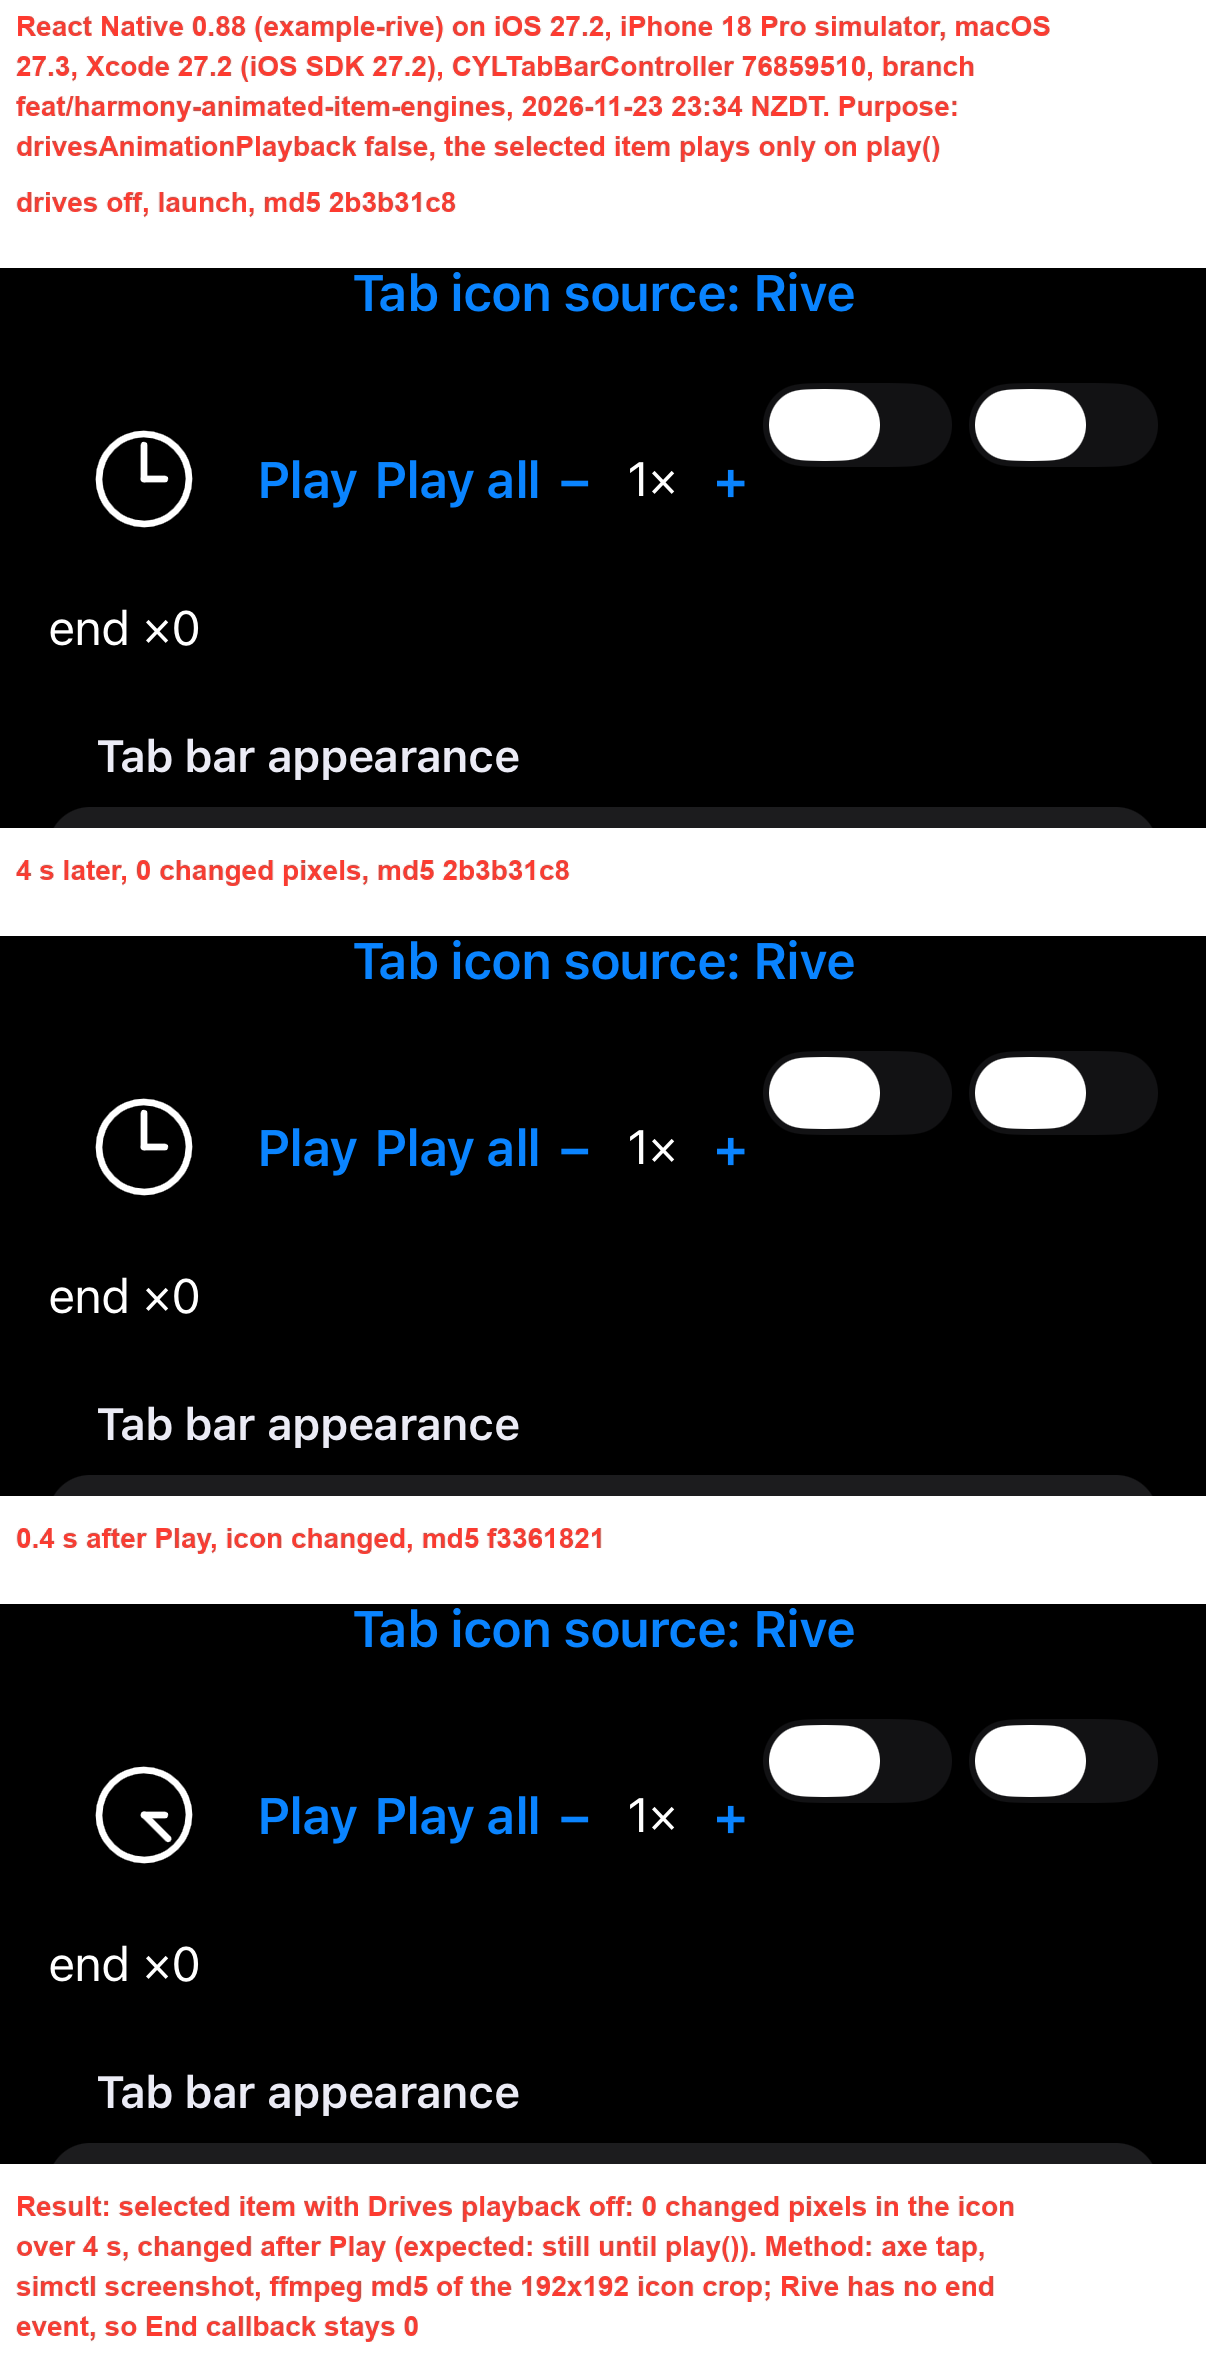 React Native 0.88 (example-rive) on iOS 27.2, iPhone 18 Pro simulator, macOS
27.3, Xcode 27.2 (iOS SDK 27.2), CYLTabBarController 76859510, branch
feat/harmony-animated-item-engines, 2026-11-23 23:34 NZDT. Purpose:
drivesAnimationPlayback false, the selected item plays only on play()
drives off, launch, md5 2b3b31c8
Tab icon source: Rive
Play Play all − 1× +
end ×0
Tab bar appearance
4 s later, 0 changed pixels, md5 2b3b31c8
Tab icon source: Rive
Play Play all − 1× +
end ×0
Tab bar appearance
0.4 s after Play, icon changed, md5 f3361821
Tab icon source: Rive
Play Play all − 1× +
end ×0
Tab bar appearance
Result: selected item with Drives playback off: 0 changed pixels in the icon
over 4 s, changed after Play (expected: still until play()). Method: axe tap,
simctl screenshot, ffmpeg md5 of the 192x192 icon crop; Rive has no end
event, so End callback stays 0